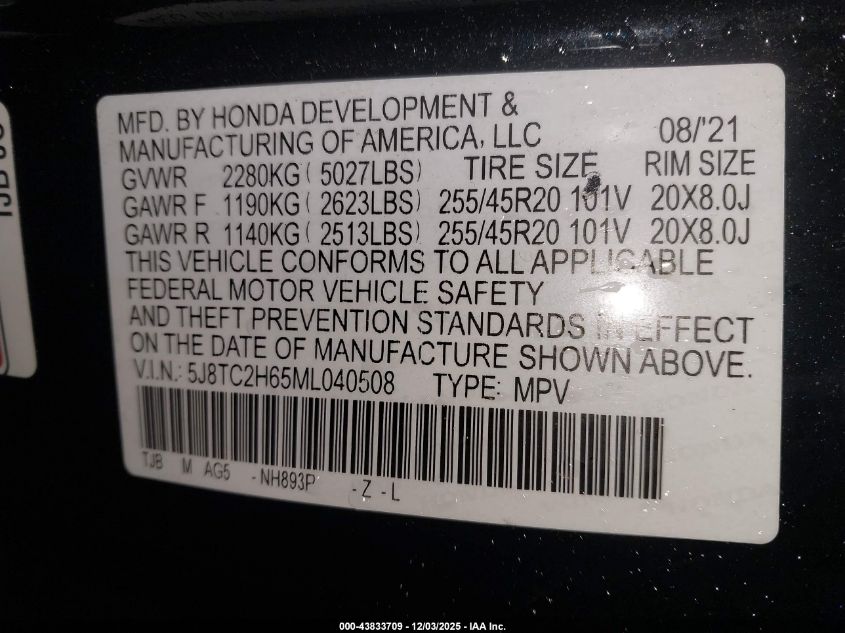 MFD. BY HONDA DEVELOPMENT &
MANUFACTURING OF AMERICA, LLC 08/'21
GVWR 2280KG ( 5027LBS) TIRE SIZE RIM SIZE
GAWR F 1190KG ( 2623LBS) 255/45R20 101V 20X8.0J
GAWR R 1140KG ( 2513LBS) 255/45R20 101V 20X8.0J
THIS VEHICLE CONFORMS TO ALL APPLICABLE
FEDERAL MOTOR VEHICLE SAFETY
AND THEFT PREVENTION STANDARDS IN EFFECT
ON THE DATE OF MANUFACTURE SHOWN ABOVE.
V.I.N.: 5J8TC2H65ML040508 TYPE: MPV
TJB M AG5 - NH893P - Z - L
000-43833709 - 12/03/2025 - IAA Inc.